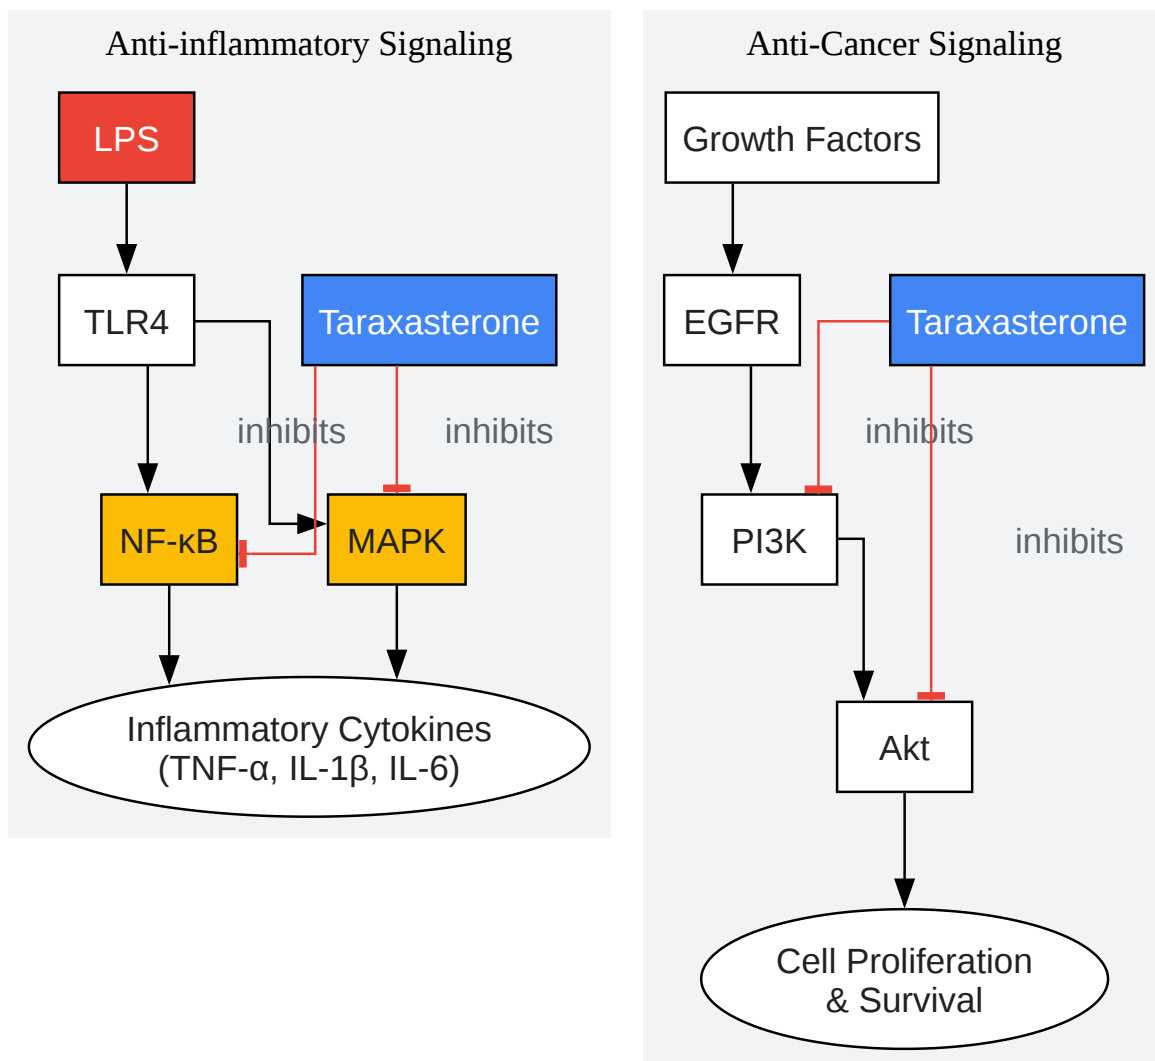 Anti-inflammatory Signaling
LPS
TLR4
Taraxasterone
inhibits
inhibits
NF-κB
MAPK
Inflammatory Cytokines
(TNF-α, IL-1β, IL-6)
Anti-Cancer Signaling
Growth Factors
EGFR
Taraxasterone
inhibits
PI3K
inhibits
Akt
Cell Proliferation
& Survival